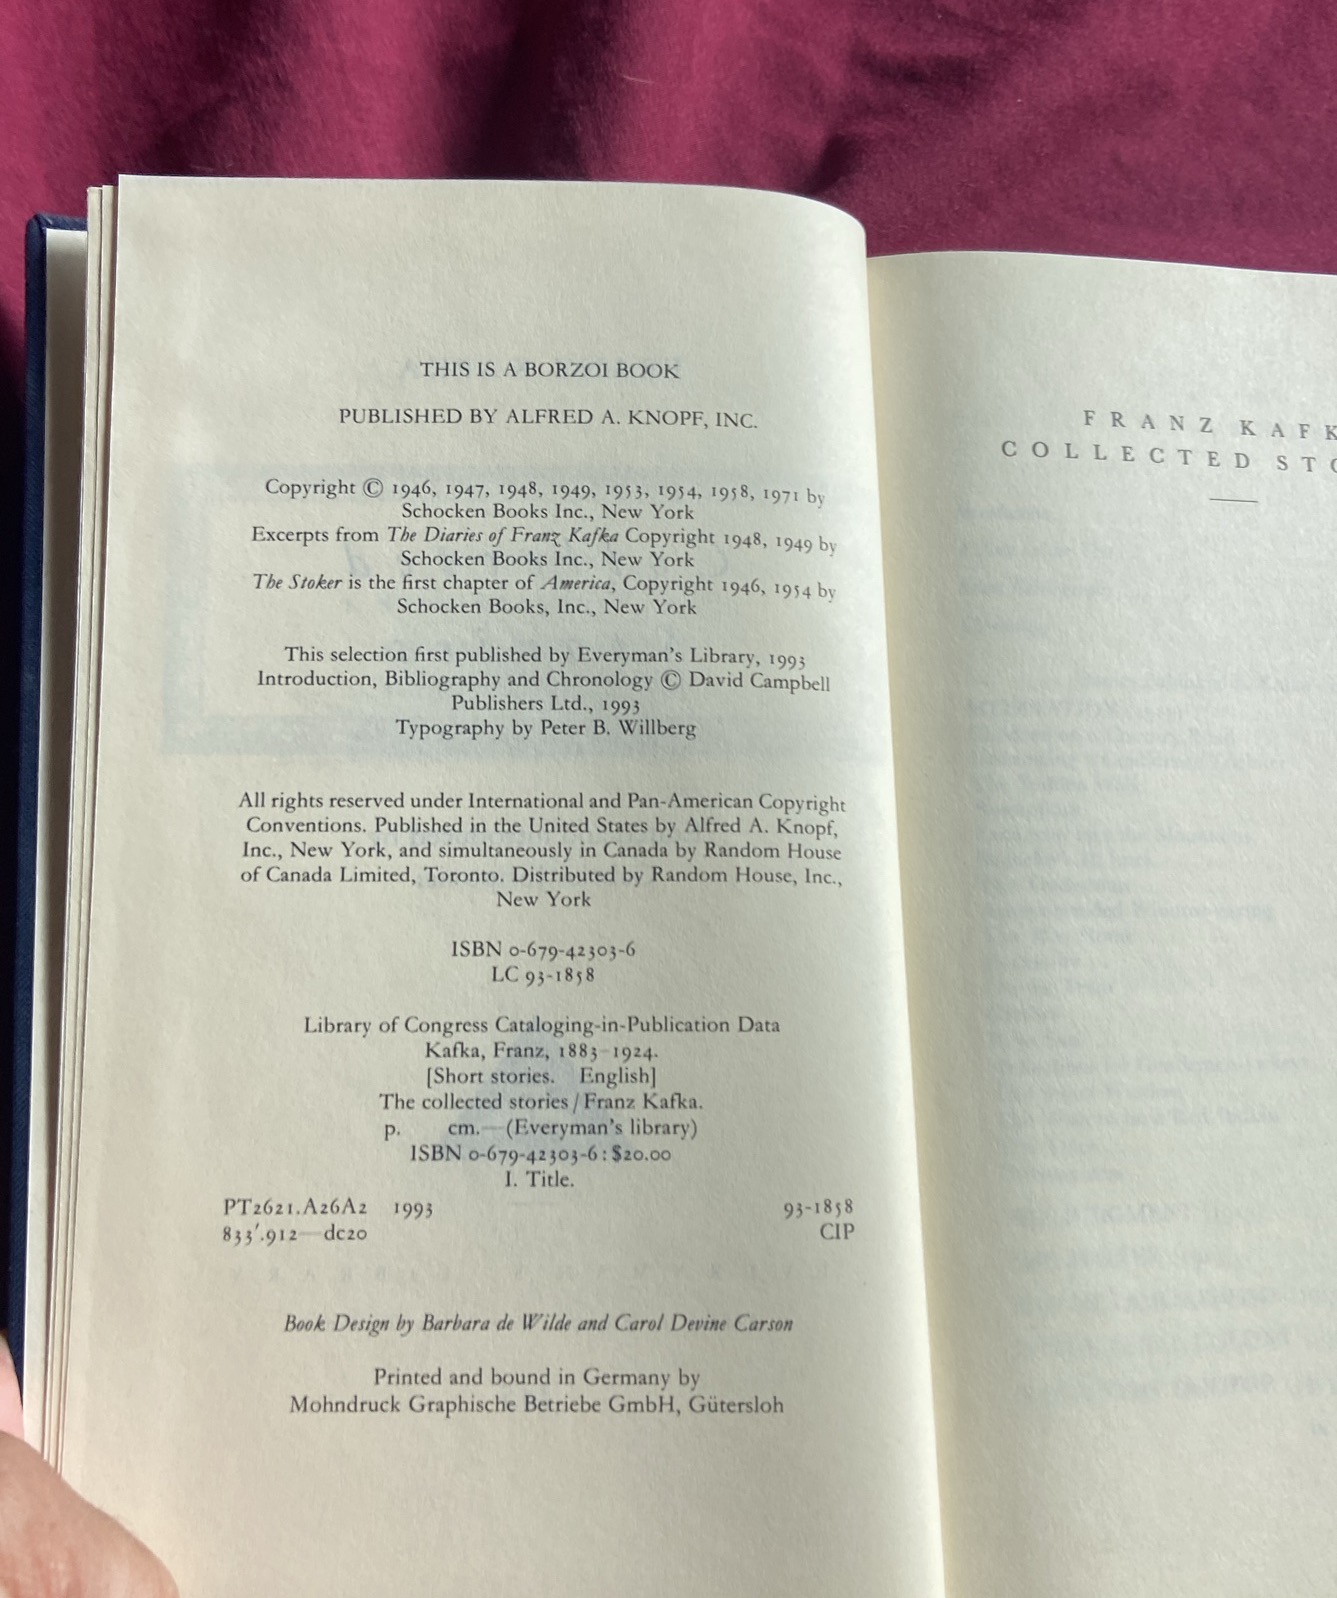 THIS IS A BORZOI BOOK
PUBLISHED BY ALFRED A. KNOPF, INC.
Copyright © 1946, 1947, 1948, 1949, 1953, 1954, 1958, 1971 by
Schocken Books Inc., New York
Excerpts from The Diaries of Franz Kafka Copyright 1948, 1949 by
Schocken Books Inc., New York
The Stoker is the first chapter of America, Copyright 1946, 1954 by
Schocken Books, Inc., New York
This selection first published by Everyman's Library, 1993
Introduction, Bibliography and Chronology © David Campbell
Publishers Ltd., 1993
Typography by Peter B. Willberg
All rights reserved under International and Pan-American Copyright
Conventions. Published in the United States by Alfred A. Knopf,
Inc., New York, and simultaneously in Canada by Random House
of Canada Limited, Toronto. Distributed by Random House, Inc.,
New York
ISBN 0-679-42303-6
LC 93-1858
Library of Congress Cataloging-in-Publication Data
Kafka, Franz, 1883–1924.
[Short stories. English]
The collected stories / Franz Kafka.
p. cm.—(Everyman's library)
ISBN 0-679-42303-6 : $20.00
I. Title.
PT2621.A26A2 1993 93-1858
833'.912—dc20 CIP
Book Design by Barbara de Wilde and Carol Devine Carson
Printed and bound in Germany by
Mohndruck Graphische Betriebe GmbH, Gütersloh
FRANZ KAFK
COLLECTED STO